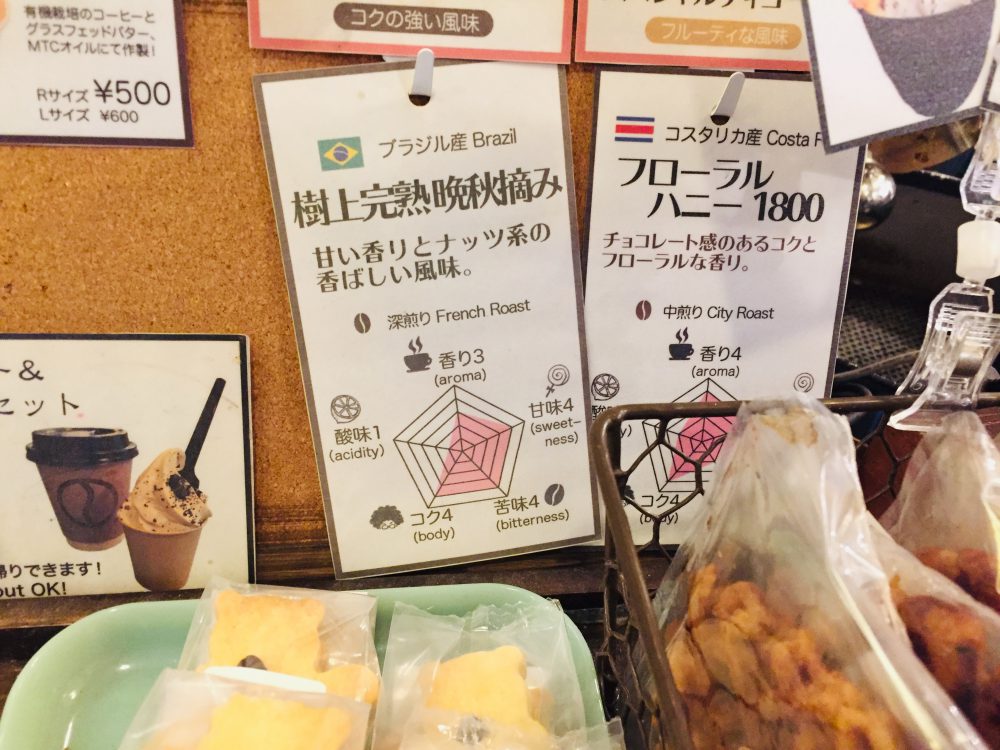 有機栽培のコーヒーと
グラスフェッドバター、
MTCオイルにて作製!
Rサイズ ¥500
Lサイズ ¥600
コクの強い風味
フルーティな風味
ブラジル産 Brazil
樹上完熟晩秋摘み
甘い香りとナッツ系の
香ばしい風味。
深煎り French Roast
香り3
(aroma)
甘味4
(sweet-
ness)
酸味1
(acidity)
苦味4
(bitterness)
コク4
(body)
コスタリカ産 Costa
フローラル
ハニー 1800
チョコレート感のあるコクと
フローラルな香り。
中煎り City Roast
香り4
(aroma)
コク4
(body)
&
セット
帰りできます!
out OK!